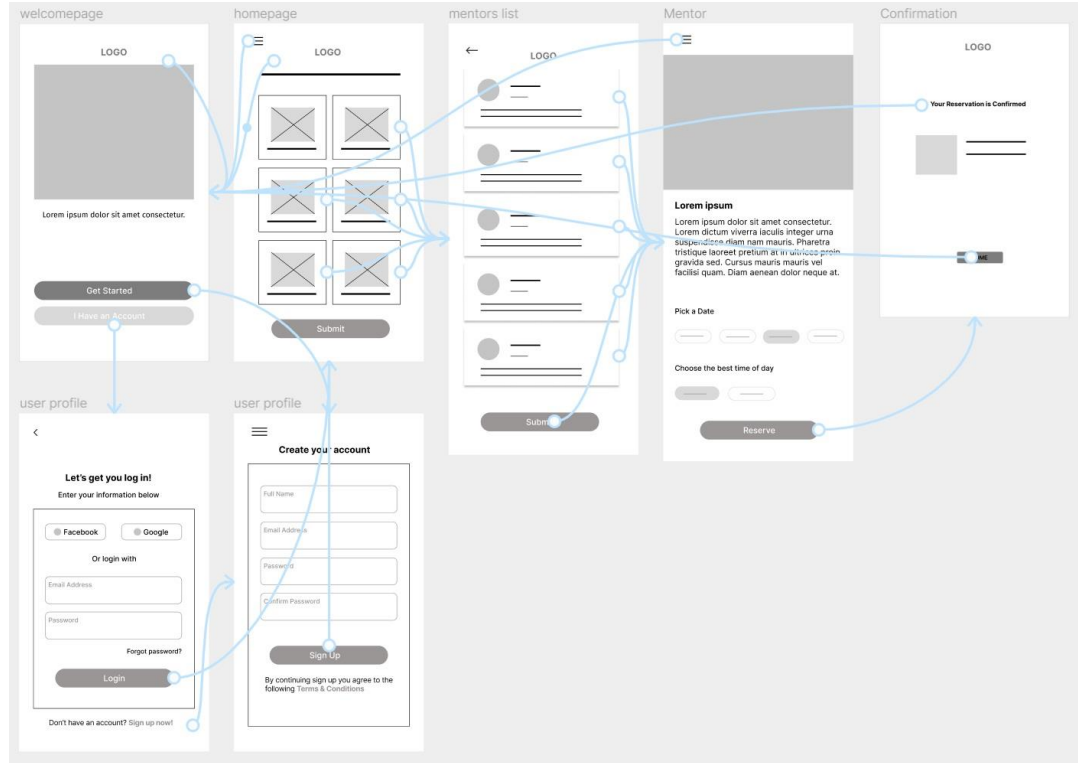 welcomepage
LOGO
Lorem ipsum dolor sit amet consectetur.
Get Started
I Have an Account
homepage
LOGO
Submit
mentors list
LOGO
Submit
Mentor
Lorem ipsum
Lorem ipsum dolor sit amet consectetur.
Lorem dictum viverra iaculis integer urna
suspendisse diam nam mauris. Pharetra
tristique laoreet pretium at in ultrices proin
gravida sed. Cursus mauris mauris vel
facilisi quam. Diam aenean dolor neque at.
Pick a Date
Choose the best time of day
Reserve
Confirmation
LOGO
Your Reservation is Confirmed
user profile
Let's get you log in!
Enter your information below
Facebook
Google
Or login with
Email Address
Password
Forgot password?
Login
Don't have an account? Sign up now!
user profile
Create your account
Full Name
Email Address
Password
Confirm Password
Sign Up
By continuing sign up you agree to the
following Terms & Conditions